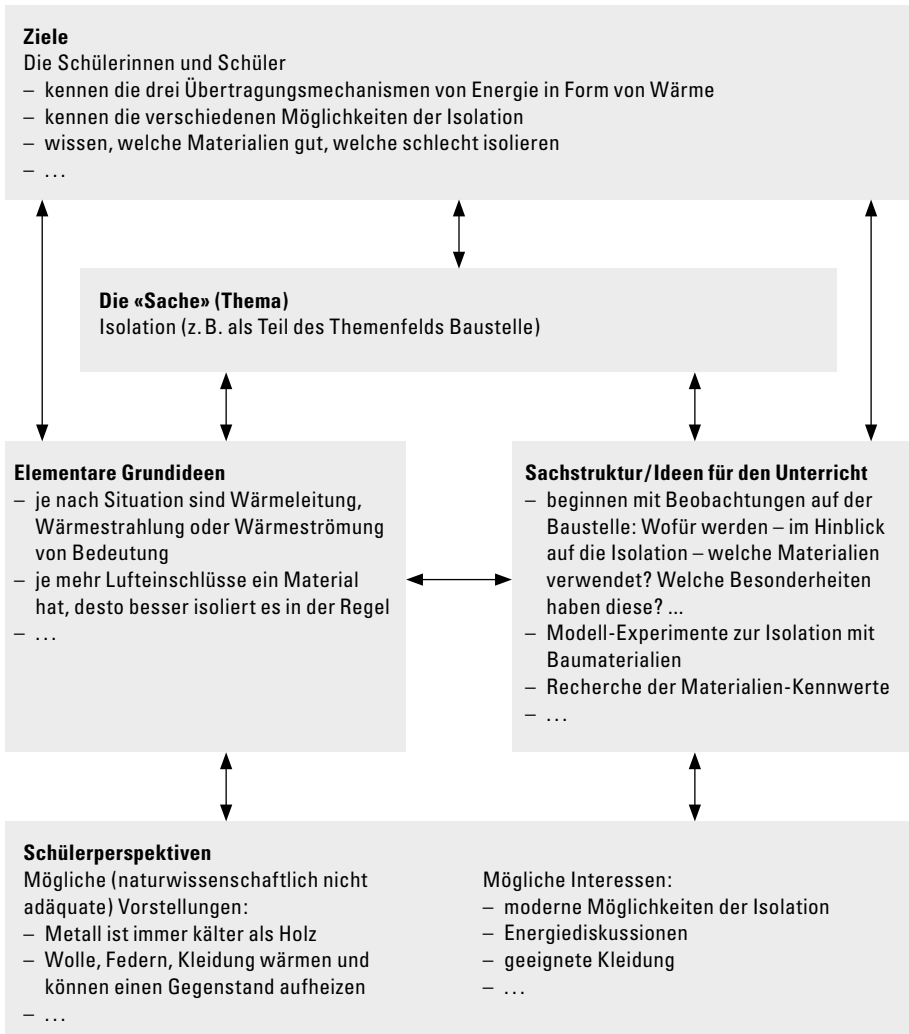 Ziele
Die Schülerinnen und Schüler
– kennen die drei Übertragungsmechanismen von Energie in Form von Wärme
– kennen die verschiedenen Möglichkeiten der Isolation
– wissen, welche Materialien gut, welche schlecht isolieren
– . . .
Die «Sache» (Thema)
Isolation (z. B. als Teil des Themenfelds Baustelle)
Elementare Grundideen
– je nach Situation sind Wärmeleitung,
Wärmestrahlung oder Wärmeströmung
von Bedeutung
– je mehr Lufteinschlüsse ein Material
hat, desto besser isoliert es in der Regel
– . . .
Sachstruktur/Ideen für den Unterricht
– beginnen mit Beobachtungen auf der
Baustelle: Wofür werden – im Hinblick
auf die Isolation – welche Materialien
verwendet? Welche Besonderheiten
haben diese? ...
– Modell-Experimente zur Isolation mit
Baumaterialien
– Recherche der Materialien-Kennwerte
– . . .
Schülerperspektiven
Mögliche (naturwissenschaftlich nicht
adäquate) Vorstellungen:
– Metall ist immer kälter als Holz
– Wolle, Federn, Kleidung wärmen und
können einen Gegenstand aufheizen
– . . .
Mögliche Interessen:
– moderne Möglichkeiten der Isolation
– Energiediskussionen
– geeignete Kleidung
– . . .